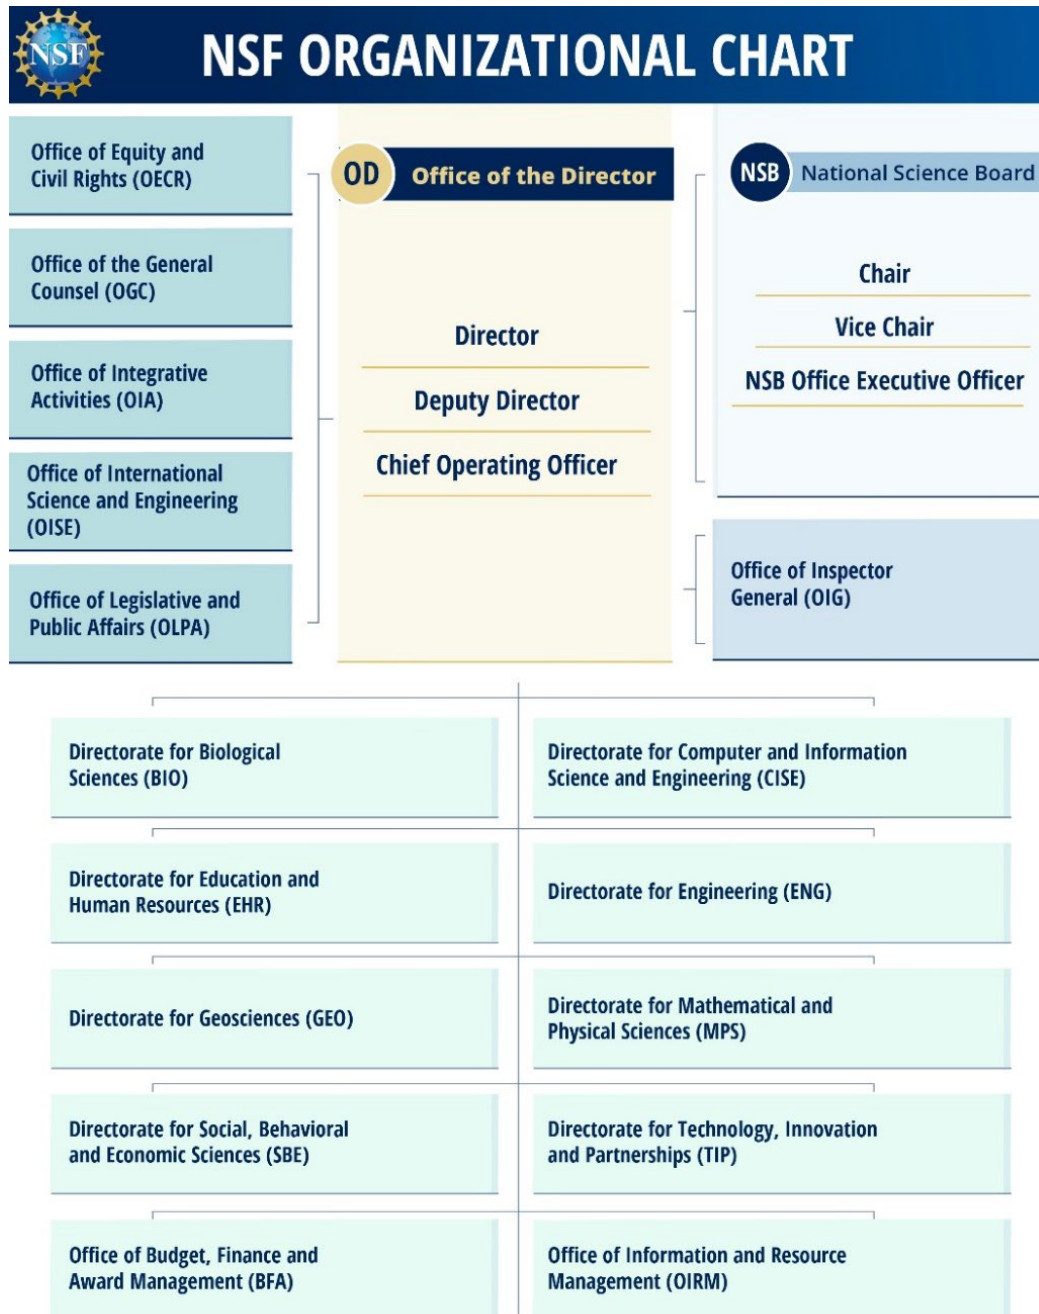 NSF
NSF ORGANIZATIONAL CHART
Office of Equity and
Civil Rights (OECR)
Office of the General
Counsel (OGC)
Office of Integrative
Activities (OIA)
Office of International
Science and Engineering
(OISE)
Office of Legislative and
Public Affairs (OLPA)
OD Office of the Director
Director
Deputy Director
Chief Operating Officer
NSB National Science Board
Chair
Vice Chair
NSB Office Executive Officer
Office of Inspector
General (OIG)
Directorate for Biological
Sciences (BIO)
Directorate for Computer and Information
Science and Engineering (CISE)
Directorate for Education and
Human Resources (EHR)
Directorate for Engineering (ENG)
Directorate for Geosciences (GEO)
Directorate for Mathematical and
Physical Sciences (MPS)
Directorate for Social, Behavioral
and Economic Sciences (SBE)
Directorate for Technology, Innovation
and Partnerships (TIP)
Office of Budget, Finance and
Award Management (BFA)
Office of Information and Resource
Management (OIRM)